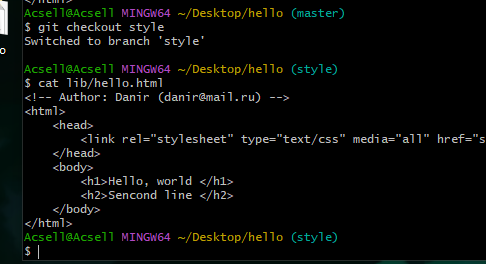 </html>
Acsell@Acsell MINGW64 ~/Desktop/hello (master)
$ git checkout style
Switched to branch 'style'
Acsell@Acsell MINGW64 ~/Desktop/hello (style)
$ cat lib/hello.html
<!-- Author: Danir (danir@mail.ru) -->
<html>
    <head>
        <link rel="stylesheet" type="text/css" media="all" href="s
    </head>
    <body>
        <h1>Hello, world </h1>
        <h2>Sencond line </h2>
    </body>
</html>
Acsell@Acsell MINGW64 ~/Desktop/hello (style)
$